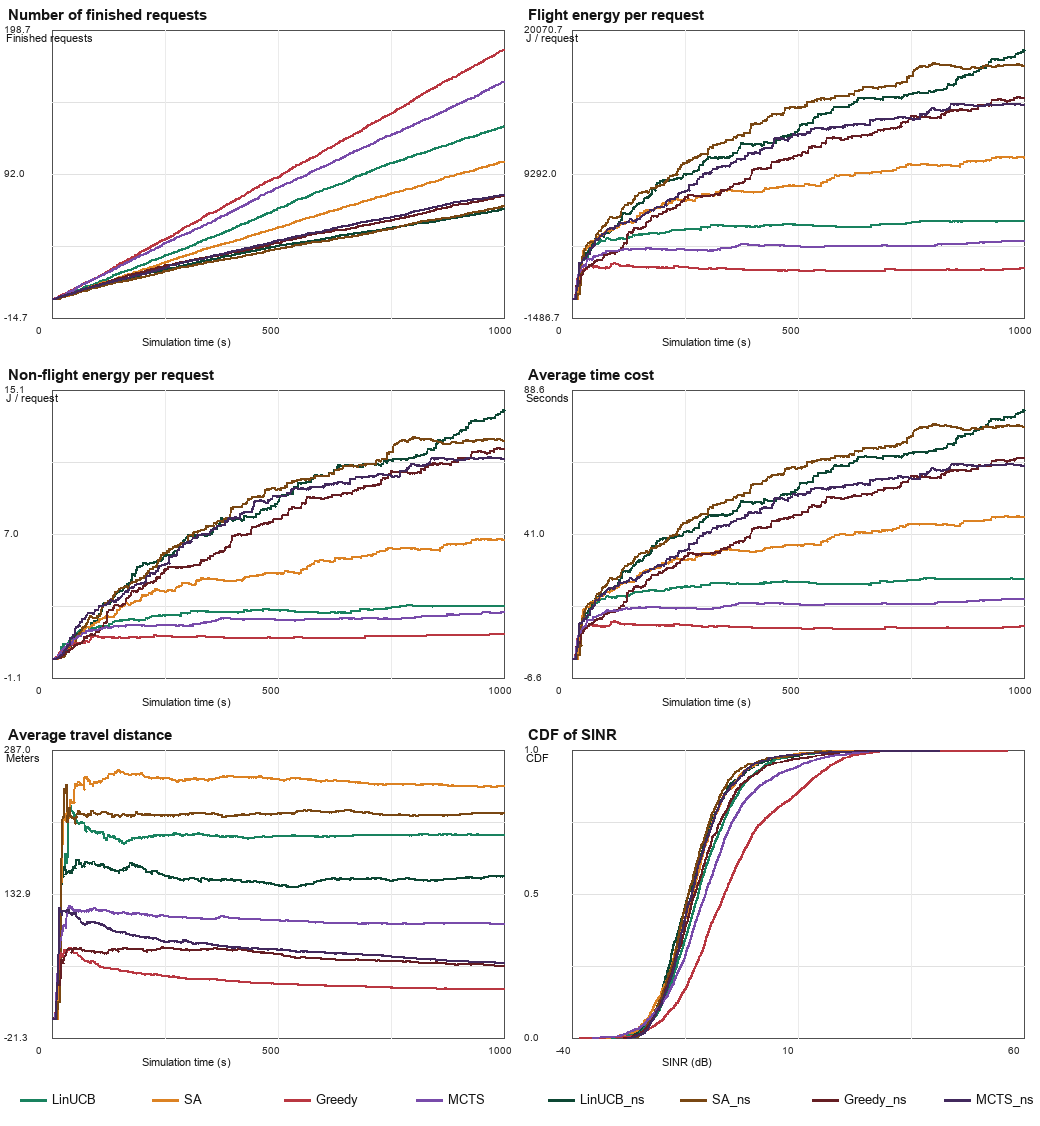 Number of finished requests
198.7
Finished requests
92.0
-14.7
0
500
1000
Simulation time (s)
Flight energy per request
20070.7
J / request
9292.0
-1486.7
0
500
1000
Simulation time (s)
Non-flight energy per request
15.1
J / request
7.0
-1.1
0
500
1000
Simulation time (s)
Average time cost
88.6
Seconds
41.0
-6.6
0
500
1000
Simulation time (s)
Average travel distance
287.0
Meters
132.9
-21.3
0
500
1000
Simulation time (s)
CDF of SINR
1.0
CDF
0.5
0.0
-40
10
60
SINR (dB)
LinUCB
SA
Greedy
MCTS
LinUCB_ns
SA_ns
Greedy_ns
MCTS_ns